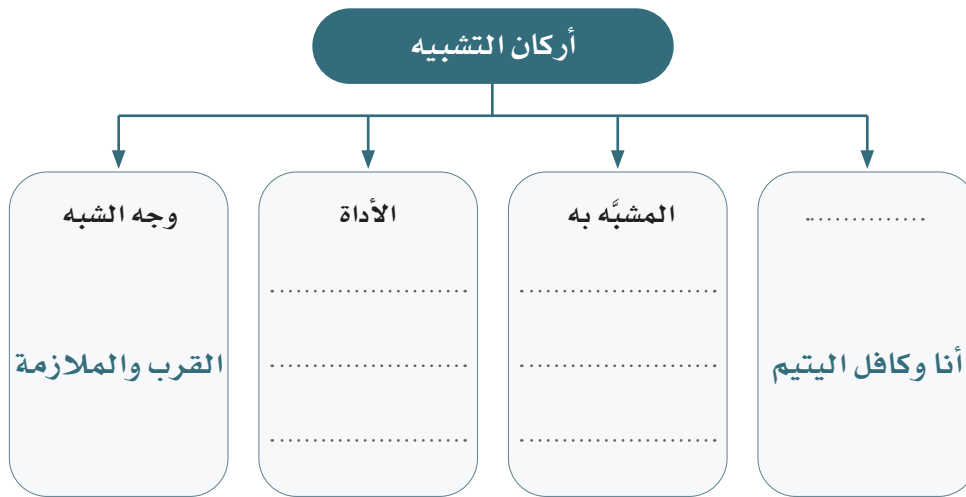 أركان التشبيه
..............
أنا وكافل اليتيم
المشبَّه به
........................
........................
........................
الأداة
........................
........................
........................
وجه الشبه
القرب والملازمة